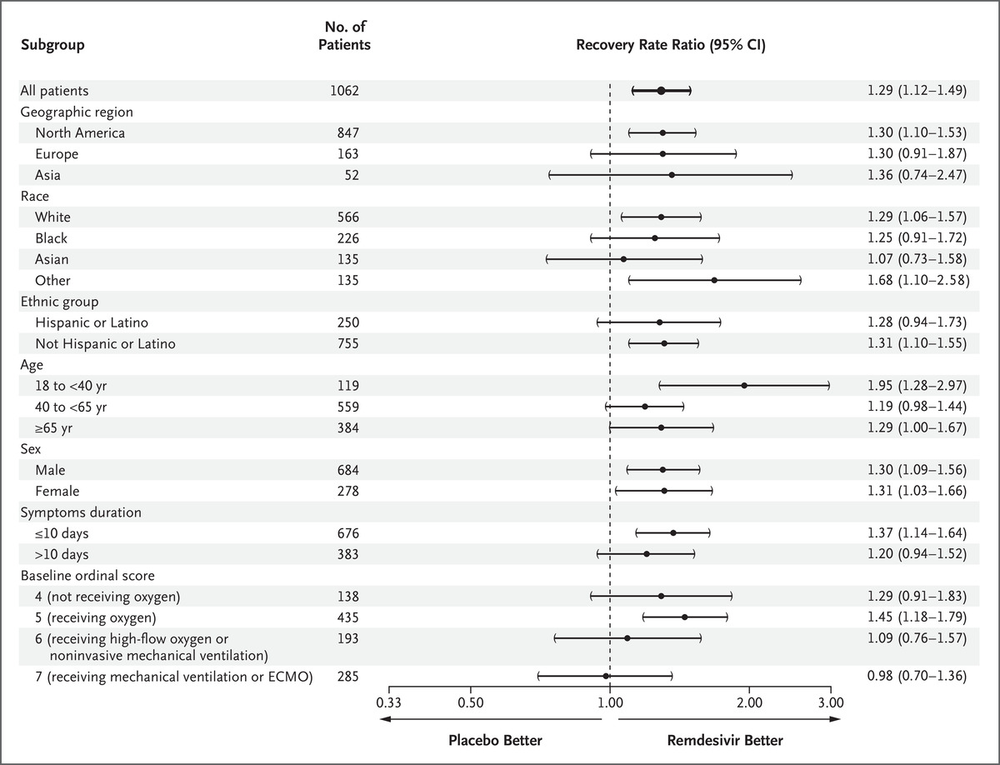 Subgroup No. of Patients Recovery Rate Ratio (95% CI)
All patients 1062 1.29 (1.12–1.49)
Geographic region
North America 847 1.30 (1.10–1.53)
Europe 163 1.30 (0.91–1.87)
Asia 52 1.36 (0.74–2.47)
Race
White 566 1.29 (1.06–1.57)
Black 226 1.25 (0.91–1.72)
Asian 135 1.07 (0.73–1.58)
Other 135 1.68 (1.10–2.58)
Ethnic group
Hispanic or Latino 250 1.28 (0.94–1.73)
Not Hispanic or Latino 755 1.31 (1.10–1.55)
Age
18 to <40 yr 119 1.95 (1.28–2.97)
40 to <65 yr 559 1.19 (0.98–1.44)
≥65 yr 384 1.29 (1.00–1.67)
Sex
Male 684 1.30 (1.09–1.56)
Female 278 1.31 (1.03–1.66)
Symptoms duration
≤10 days 676 1.37 (1.14–1.64)
>10 days 383 1.20 (0.94–1.52)
Baseline ordinal score
4 (not receiving oxygen) 138 1.29 (0.91–1.83)
5 (receiving oxygen) 435 1.45 (1.18–1.79)
6 (receiving high-flow oxygen or 193 1.09 (0.76–1.57)
noninvasive mechanical ventilation)
7 (receiving mechanical ventilation or ECMO) 285 0.98 (0.70–1.36)
0.33 0.50 1.00 2.00 3.00
Placebo Better Remdesivir Better